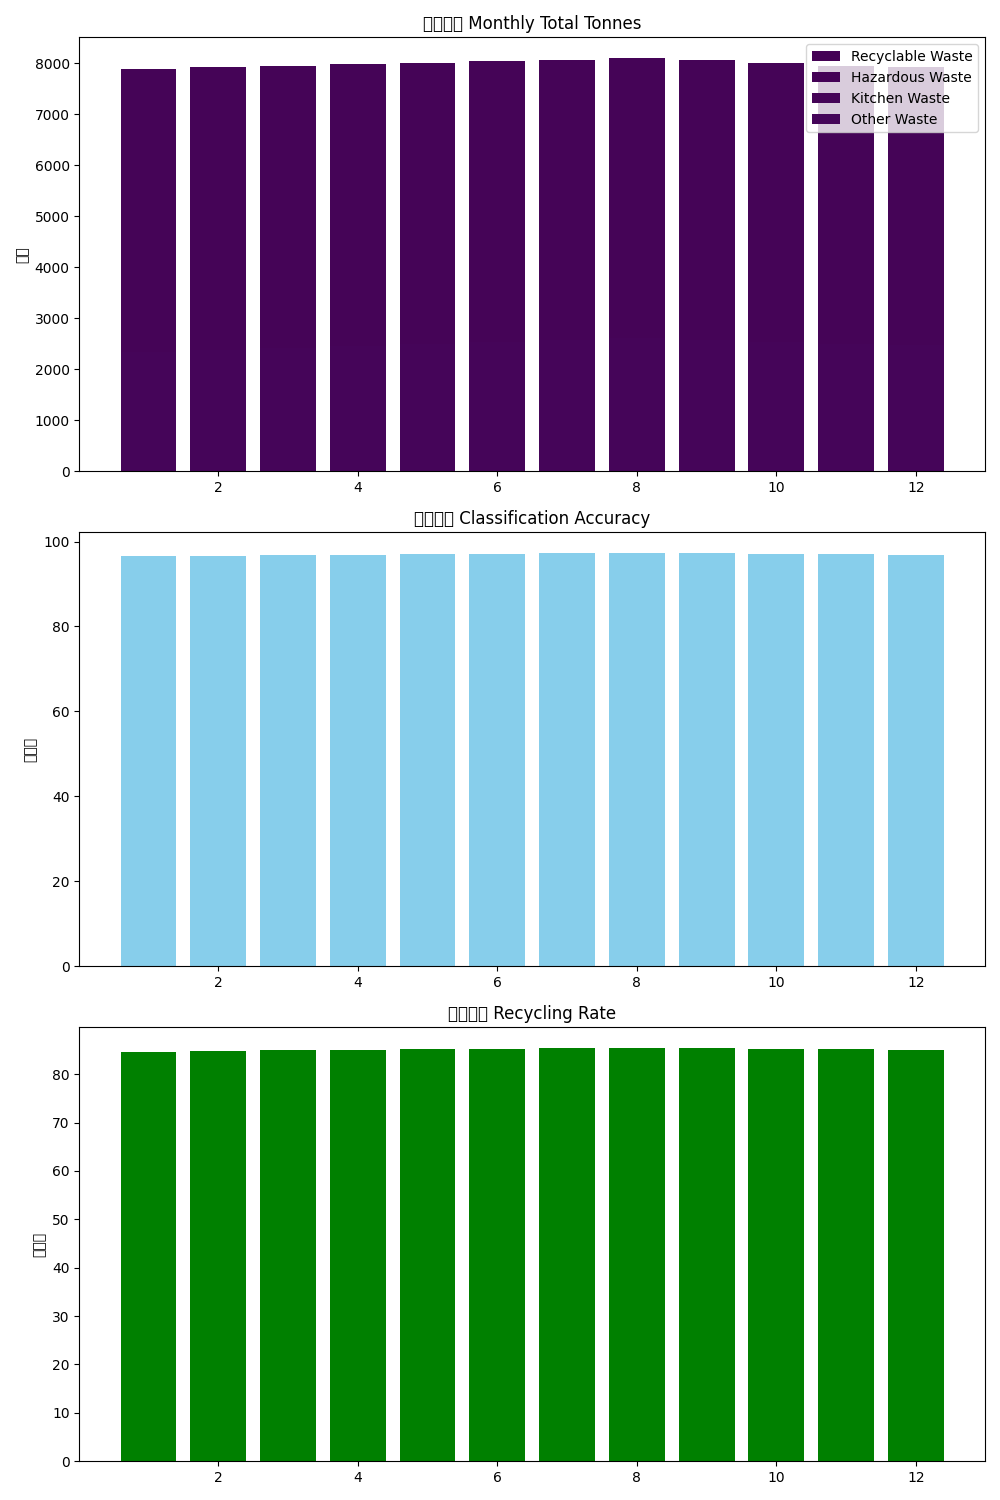 Monthly Total Tonnes
8000
7000
6000
5000
4000
3000
2000
1000
0
Recyclable Waste
Hazardous Waste
Kitchen Waste
Other Waste
2 4 6 8 10 12
Classification Accuracy
100
80
60
40
20
0
2 4 6 8 10 12
Recycling Rate
80
70
60
50
40
30
20
10
0
2 4 6 8 10 12